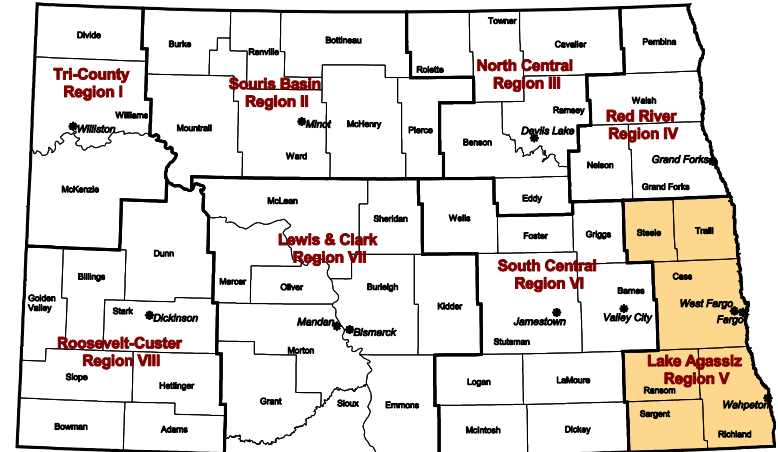 Towner
Divide
Burke
Renville
Bottineau
Cavalier
Pembina
Rolette
North Central
Region III
Tri-County
Region I
Souris Basin
Region II
Williams
Williston
Mountrall
Minot
McHenry
Pierce
Ward
Ramsey
Devils Lake
Benson
Walsh
Red River
Region IV
Nelson
Grand Forks
Grand Forks
McKenzie
McLean
Sheridan
Wells
Eddy
Foster
Griggs
Steele
Traill
Dunn
Lewis & Clark
Region VII
Mercer
Oliver
Burleigh
Kidder
South Central
Region VI
Barnes
Cass
Golden
Valley
Billings
Stark
Dickinson
Mandan
Bismarck
Jamestown
Valley City
West Fargo
Fargo
Stutsman
Roosevelt-Custer
Region VIII
Morton
Slope
Hettinger
Grant
Sioux
Emmons
Logan
LaMoure
Lake Agassiz
Region V
Ransom
Wahpeton
Bowman
Adams
McIntosh
Dickey
Sargent
Richland